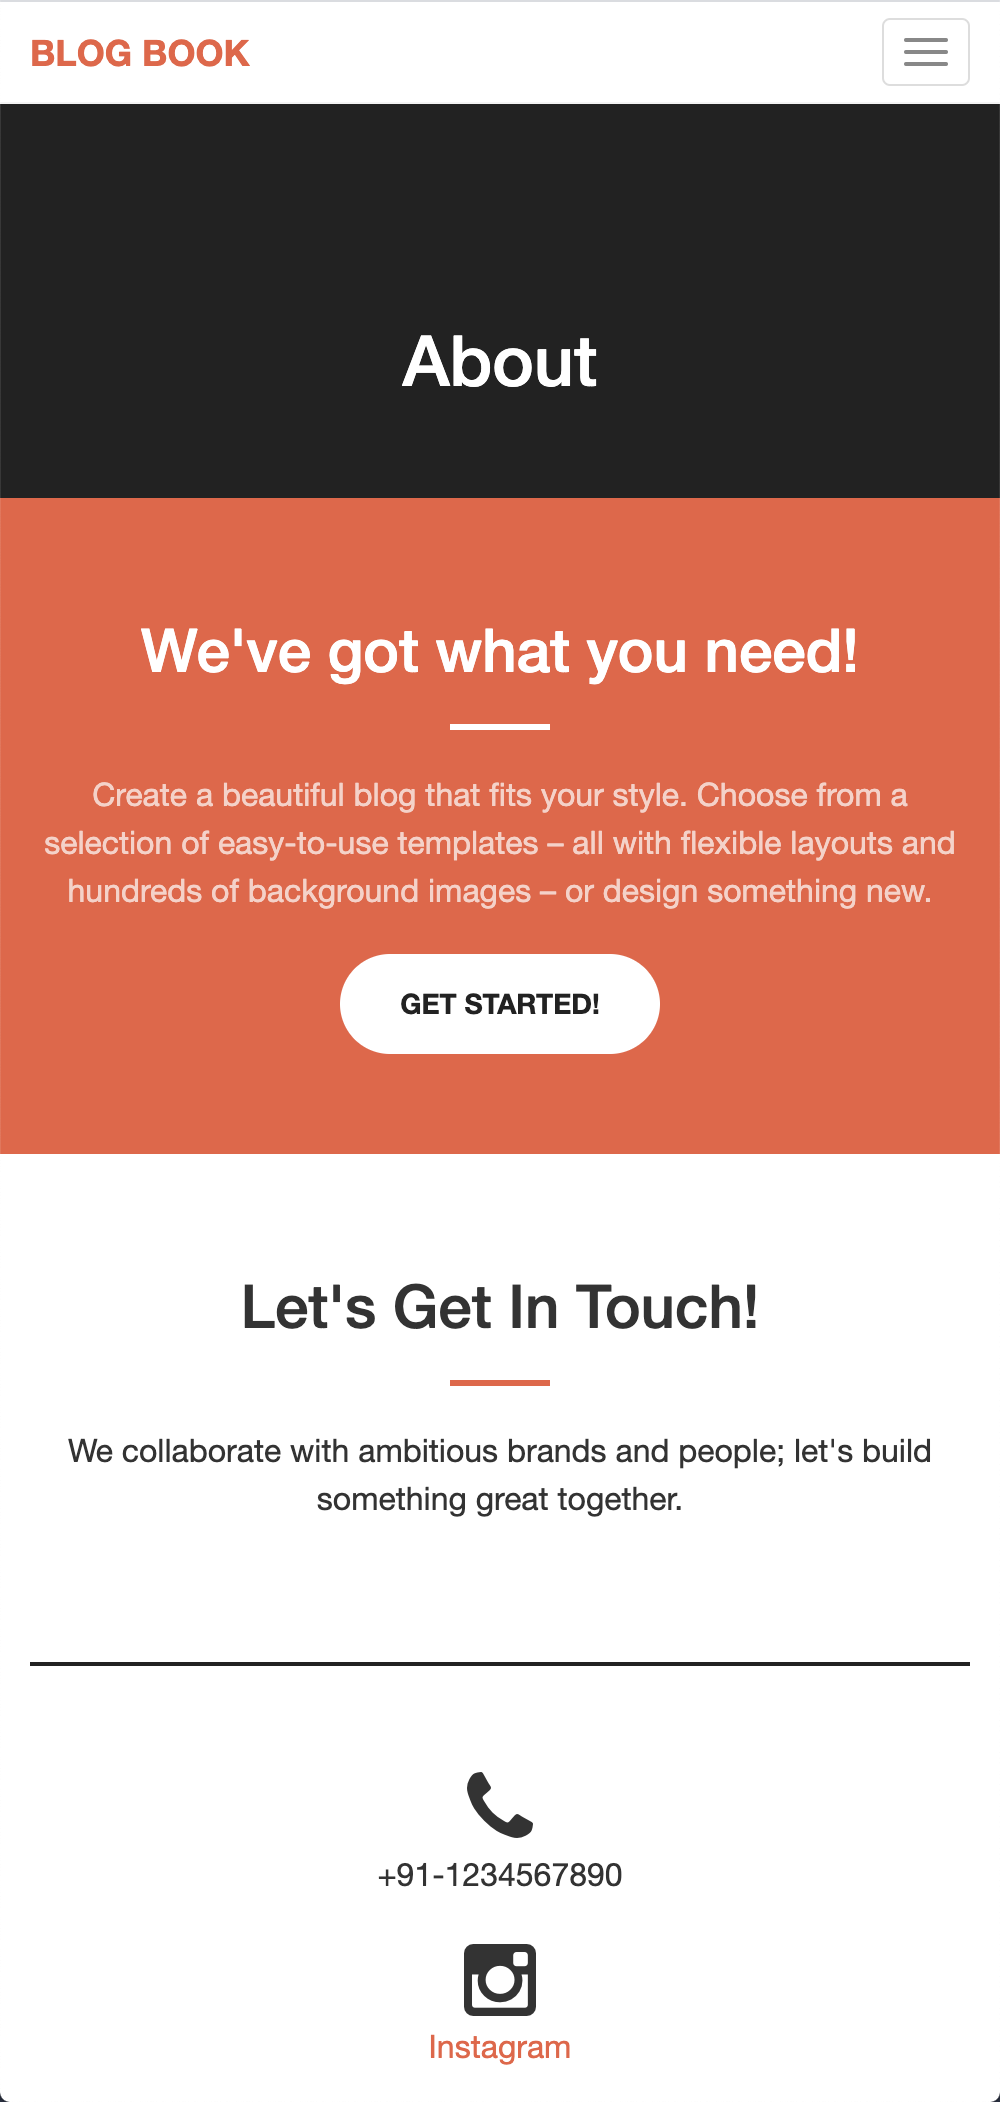 BLOG BOOK
About
We've got what you need!
Create a beautiful blog that fits your style. Choose from a
selection of easy-to-use templates – all with flexible layouts and
hundreds of background images – or design something new.
GET STARTED!
Let's Get In Touch!
We collaborate with ambitious brands and people; let's build
something great together.
+91-1234567890
Instagram